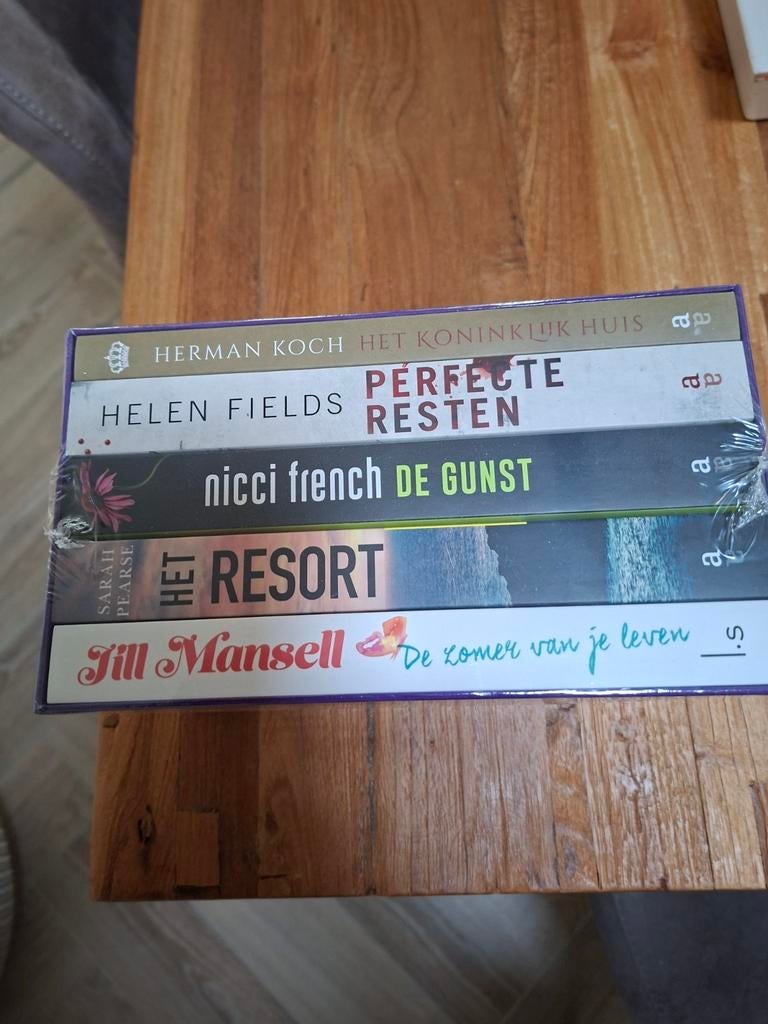 HERMAN KOCH HET KONINKLIJK HUIS a.a
HELEN FIELDS PERFECTE RESTEN aa
nicci french DE GUNST a
SARAH PEARSE HET RESORT a
Jill Mansell De zomer van je leven l.s